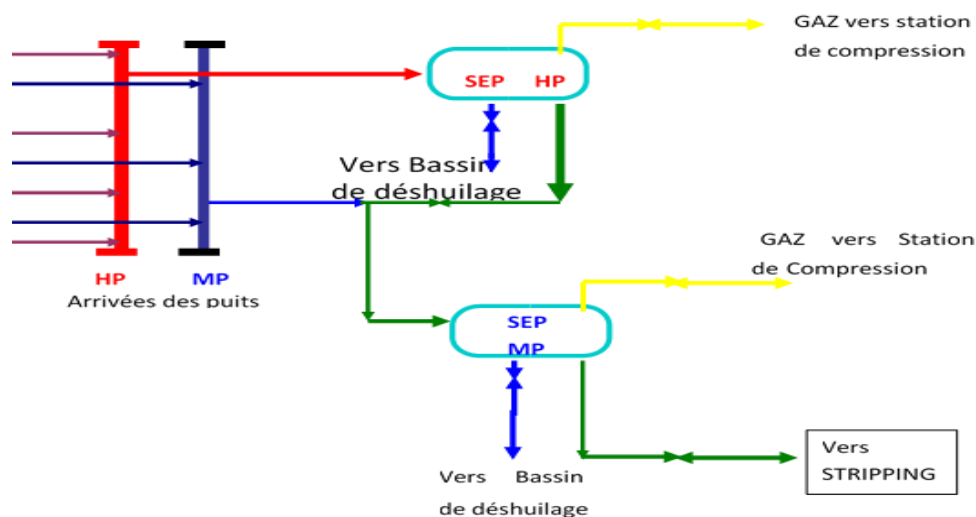 GAZ vers station
de compression
SEP HP
Vers Bassin
de déshuilage
HP MP
Arrivées des puits
GAZ vers Station
de Compression
SEP
MP
Vers
STRIPPING
Vers Bassin
de déshuilage